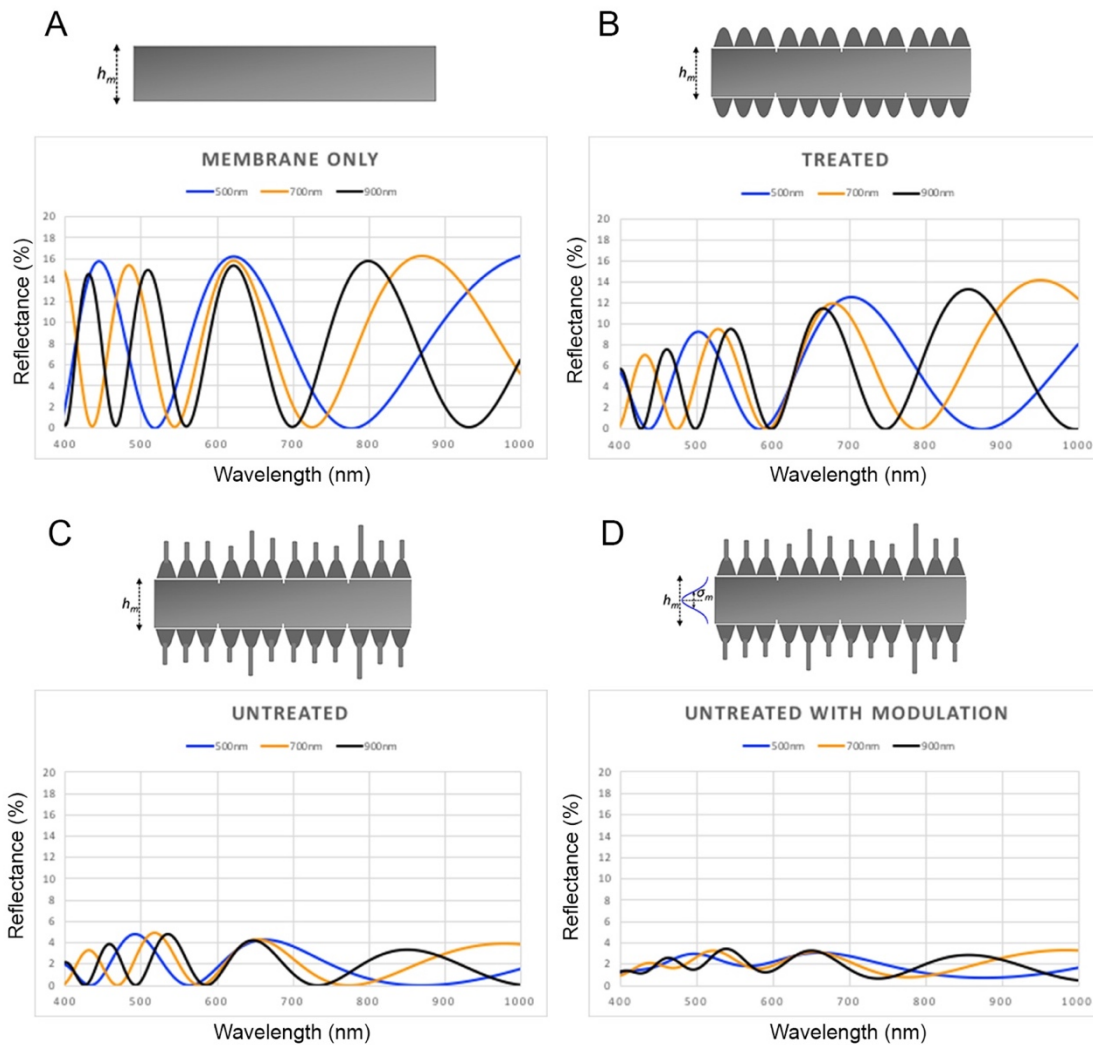 A
h_m
MEMBRANE ONLY
500nm 700nm 900nm
Reflectance (%)
20
18
16
14
12
10
8
6
4
2
0
400 500 600 700 800 900 1000
Wavelength (nm)
B
h_m
TREATED
500nm 700nm 900nm
Reflectance (%)
20
18
16
14
12
10
8
6
4
2
0
400 500 600 700 800 900 1000
Wavelength (nm)
C
h_m
UNTREATED
500nm 700nm 900nm
Reflectance (%)
20
18
16
14
12
10
8
6
4
2
0
400 500 600 700 800 900 1000
Wavelength (nm)
D
h_m σ_m
UNTREATED WITH MODULATION
500nm 700nm 900nm
Reflectance (%)
20
18
16
14
12
10
8
6
4
2
0
400 500 600 700 800 900 1000
Wavelength (nm)